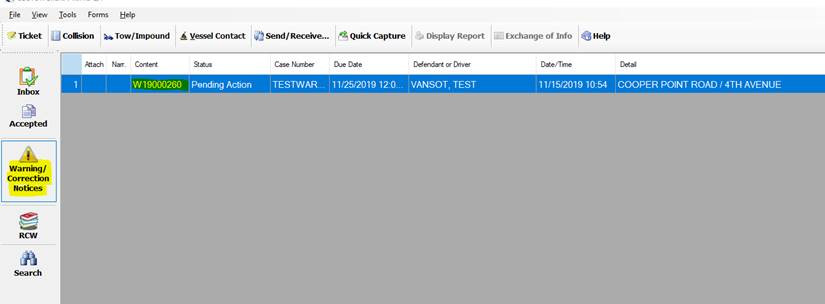 File View Tools Forms Help
Ticket Collision Tow/Impound Vessel Contact Send/Receive... Quick Capture Display Report Exchange of Info Help
Attach Narr. Content Status Case Number Due Date Defendant or Driver Date/Time Detail
1 W19000260 Pending Action TESTWAR... 11/25/2019 12:0... VANSOT, TEST 11/15/2019 10:54 COOPER POINT ROAD / 4TH AVENUE
Inbox
Accepted
Warning/
Correction
Notices
RCW
Search